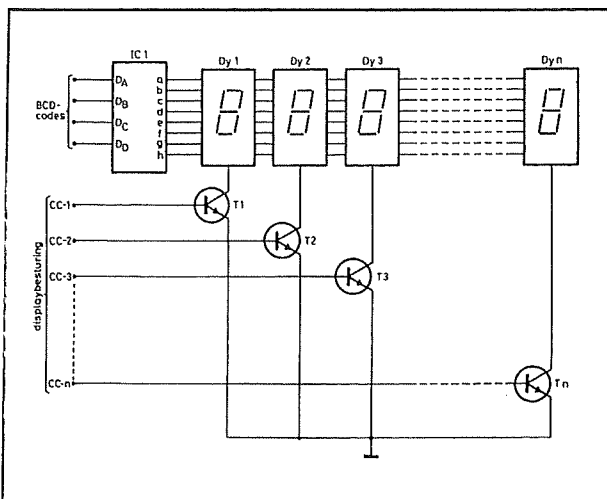 IC 1
Dy 1
Dy 2
Dy 3
Dy n
BCD-
codes
DA
DB
DC
DD
a
b
c
d
e
f
g
h
CC-1
CC-2
CC-3
CC-n
displaybesturing
T1
T2
T3
Tn